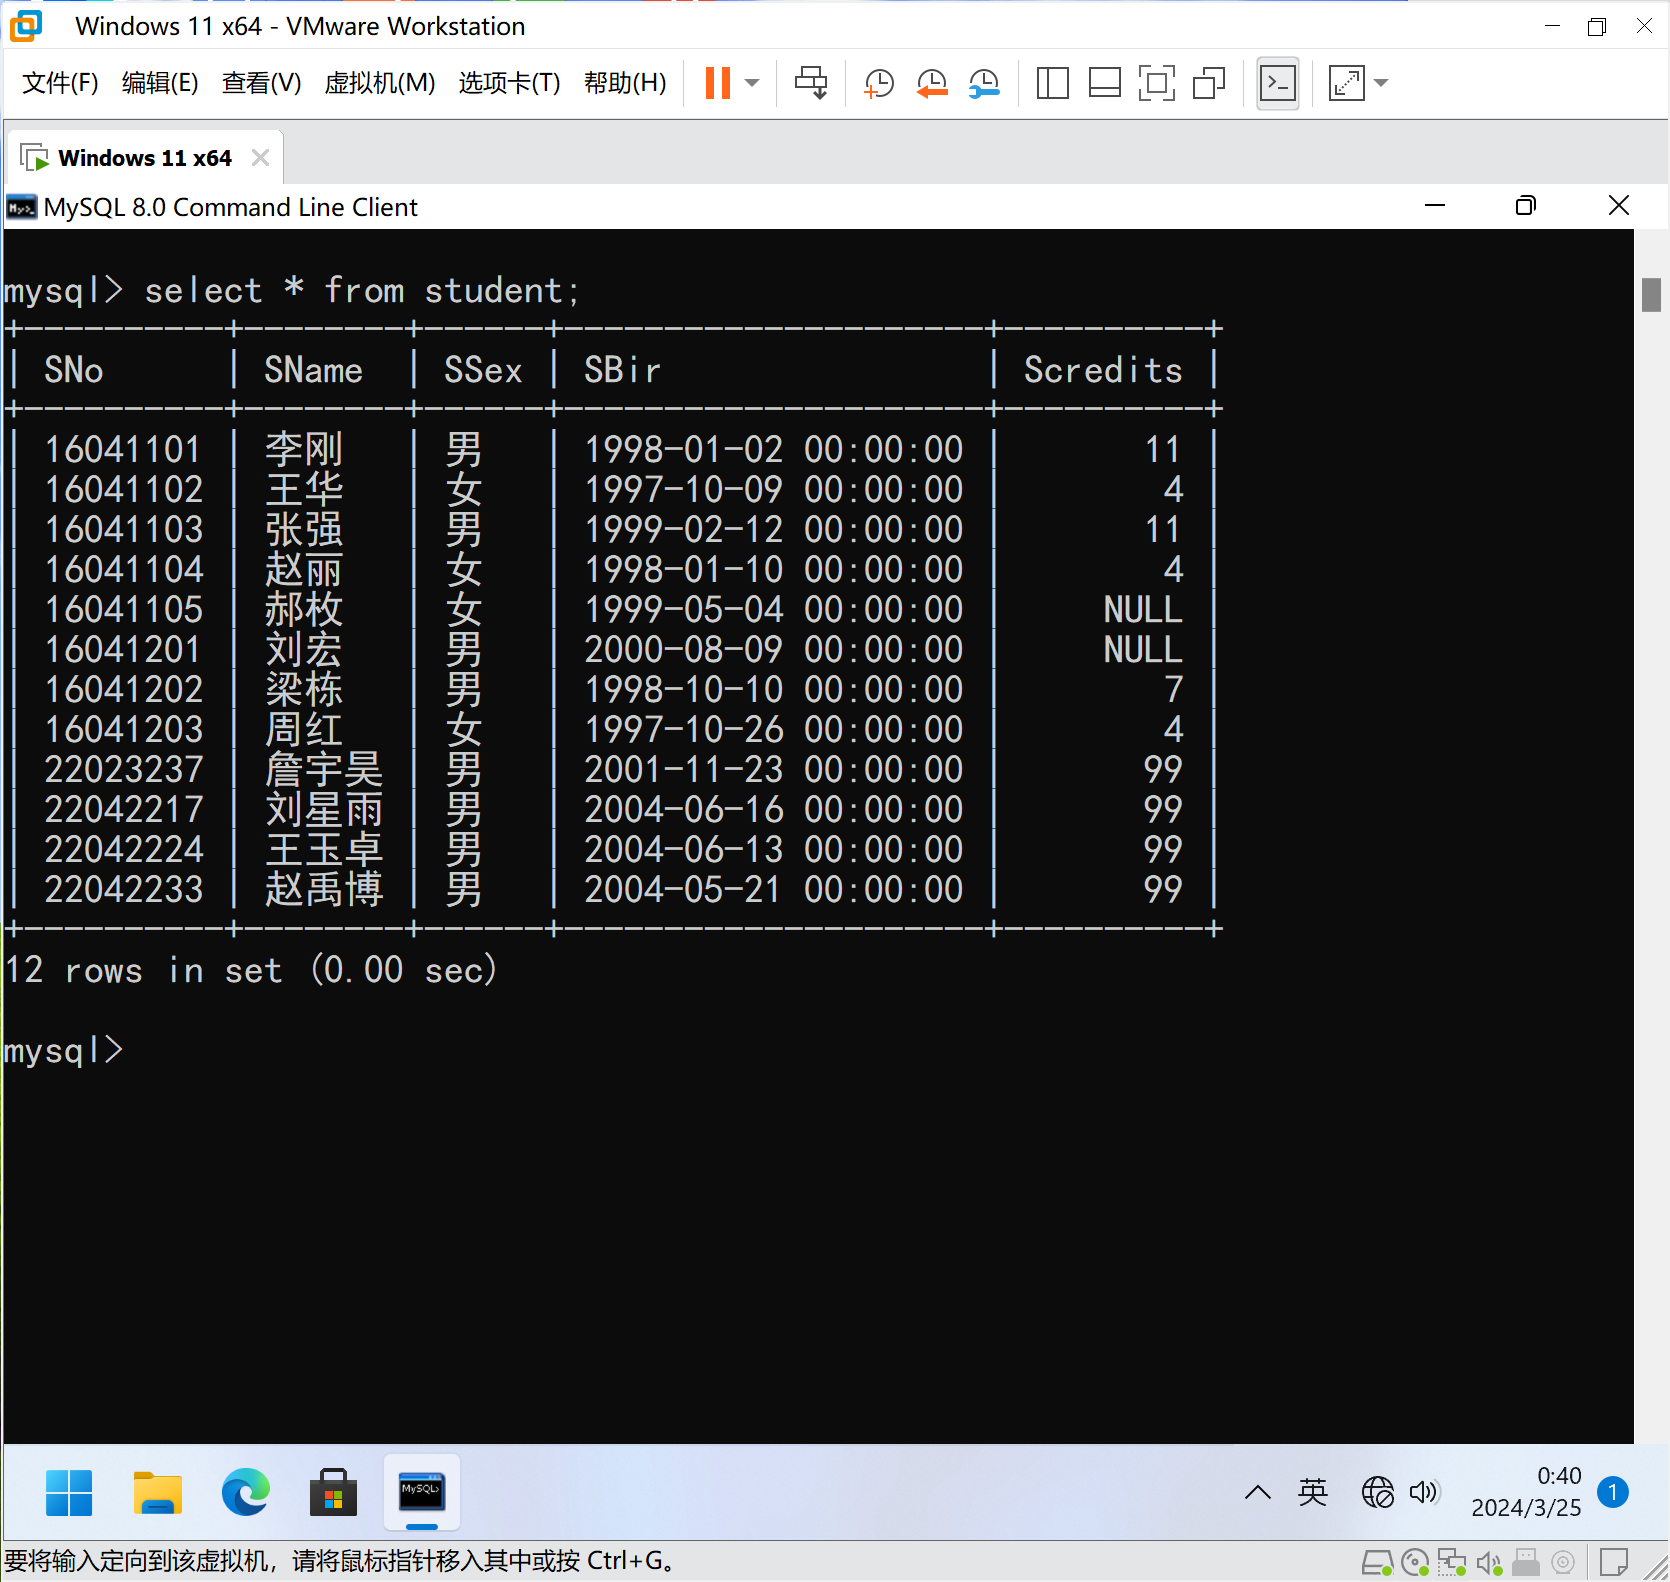 Windows 11 x64 - VMware Workstation
文件(F) 编辑(E) 查看(V) 虚拟机(M) 选项卡(T) 帮助(H)
Windows 11 x64
MySQL 8.0 Command Line Client
mysql> select * from student;
+----------+--------+------+---------------------+----------+
| SNo      | SName  | SSex | SBir                | Scredits |
+----------+--------+------+---------------------+----------+
| 16041101 | 李刚   | 男   | 1998-01-02 00:00:00 |       11 |
| 16041102 | 王华   | 女   | 1997-10-09 00:00:00 |        4 |
| 16041103 | 张强   | 男   | 1999-02-12 00:00:00 |       11 |
| 16041104 | 赵丽   | 女   | 1998-01-10 00:00:00 |        4 |
| 16041105 | 郝枚   | 女   | 1999-05-04 00:00:00 |     NULL |
| 16041201 | 刘宏   | 男   | 2000-08-09 00:00:00 |     NULL |
| 16041202 | 梁栋   | 男   | 1998-10-10 00:00:00 |        7 |
| 16041203 | 周红   | 女   | 1997-10-26 00:00:00 |        4 |
| 22023237 | 詹宇昊 | 男   | 2001-11-23 00:00:00 |       99 |
| 22042217 | 刘星雨 | 男   | 2004-06-16 00:00:00 |       99 |
| 22042224 | 王玉卓 | 男   | 2004-06-13 00:00:00 |       99 |
| 22042233 | 赵禹博 | 男   | 2004-05-21 00:00:00 |       99 |
+----------+--------+------+---------------------+----------+
12 rows in set (0.00 sec)
mysql>
MySQL>
英
0:40
2024/3/25
1
要将输入定向到该虚拟机，请将鼠标指针移入其中或按 Ctrl+G。